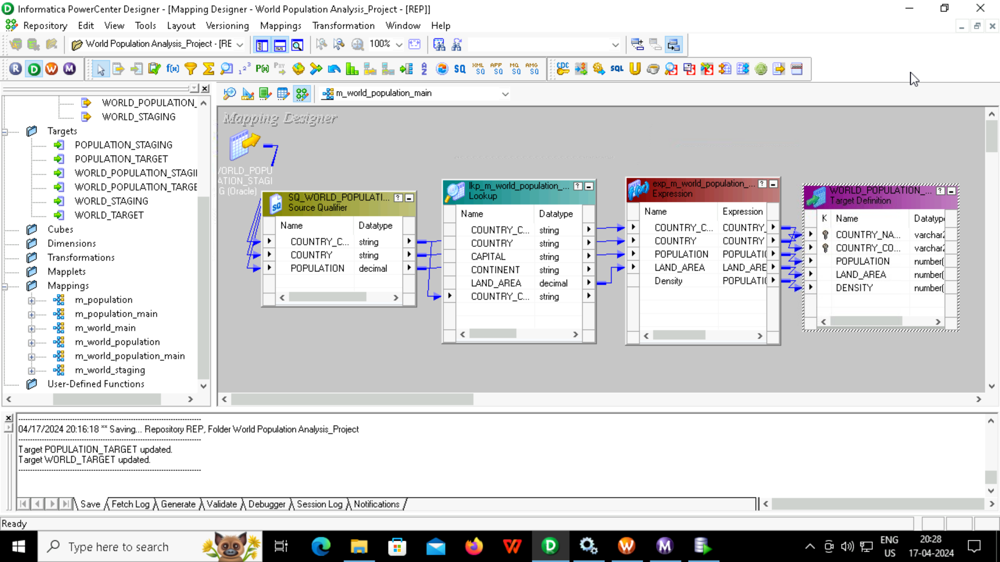 Informatica PowerCenter Designer - [Mapping Designer - World Population Analysis_Project - [REP]]
Repository Edit View Tools Layout Versioning Mappings Transformation Window Help
World Population Analysis_Project - [RE
100%
R D W M
f(x) P(x) SQ XML SQ APP SQ MQ SQ AMG SQ CDC SQL
m_world_population_main
WORLD_POPULATION_
WORLD_STAGING
Targets
POPULATION_STAGING
POPULATION_TARGET
WORLD_POPULATION_STAGI
WORLD_POPULATION_TARGE
WORLD_STAGING
WORLD_TARGET
Cubes
Dimensions
Transformations
Mapplets
Mappings
m_population
m_population_main
m_world_main
m_world_population
m_world_population_main
m_world_staging
User-Defined Functions
Mapping Designer
/ORLD_POPU
ATION_STAGI
G (Oracle)
SQ_WORLD_POPULATI...
Source Qualifier
Name Datatype
COUNTRY_C... string
COUNTRY string
POPULATION decimal
lkp_m_world_population_...
Lookup
Name Datatype
COUNTRY_C... string
COUNTRY string
CAPITAL string
CONTINENT string
LAND_AREA decimal
COUNTRY_C... string
exp_m_world_population_...
Expression
Name Expression
COUNTRY_C... COUNTRY_
COUNTRY COUNTRY
POPULATION POPULATIO
LAND_AREA LAND_ARE
Density POPULATIO
WORLD_POPULATION_...
Target Definition
K Name Datatyp
COUNTRY_NA... varchar2
COUNTRY_CO... varchar2
POPULATION number(
LAND_AREA number(
DENSITY number(
04/17/2024 20:16:18 ** Saving... Repository REP, Folder World Population Analysis_Project
Target POPULATION_TARGET updated.
Target WORLD_TARGET updated.
Save Fetch Log Generate Validate Debugger Session Log Notifications
Ready
Type here to search
ENG
US
20:28
17-04-2024